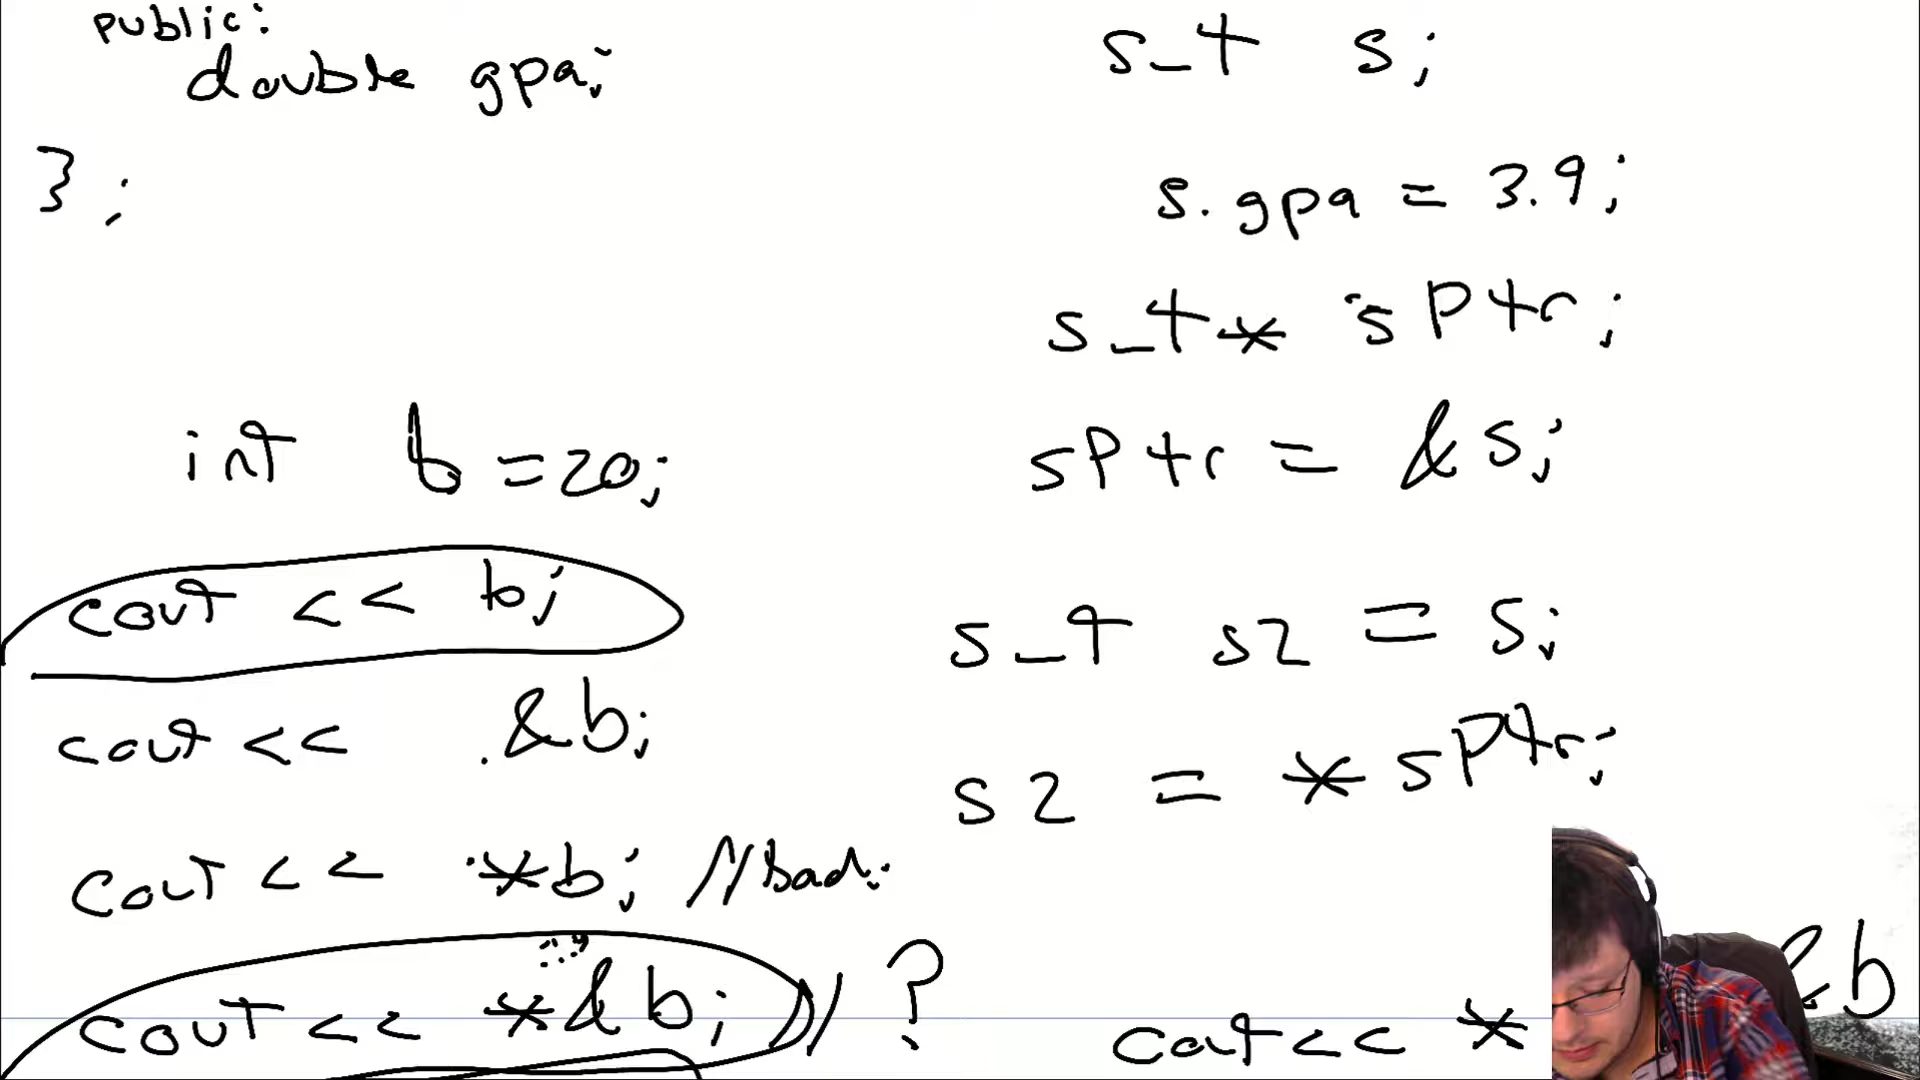 public:
double gpa;
};
int b = 20;
cout << b;
cout << &b;
cout << *b; //bad.
cout << *&b; // ?
s_t s;
s.gpa = 3.9;
s_t* sPtr;
sPtr = &s;
s_t s2 = s;
s2 = *sPtr;
cout << * &b